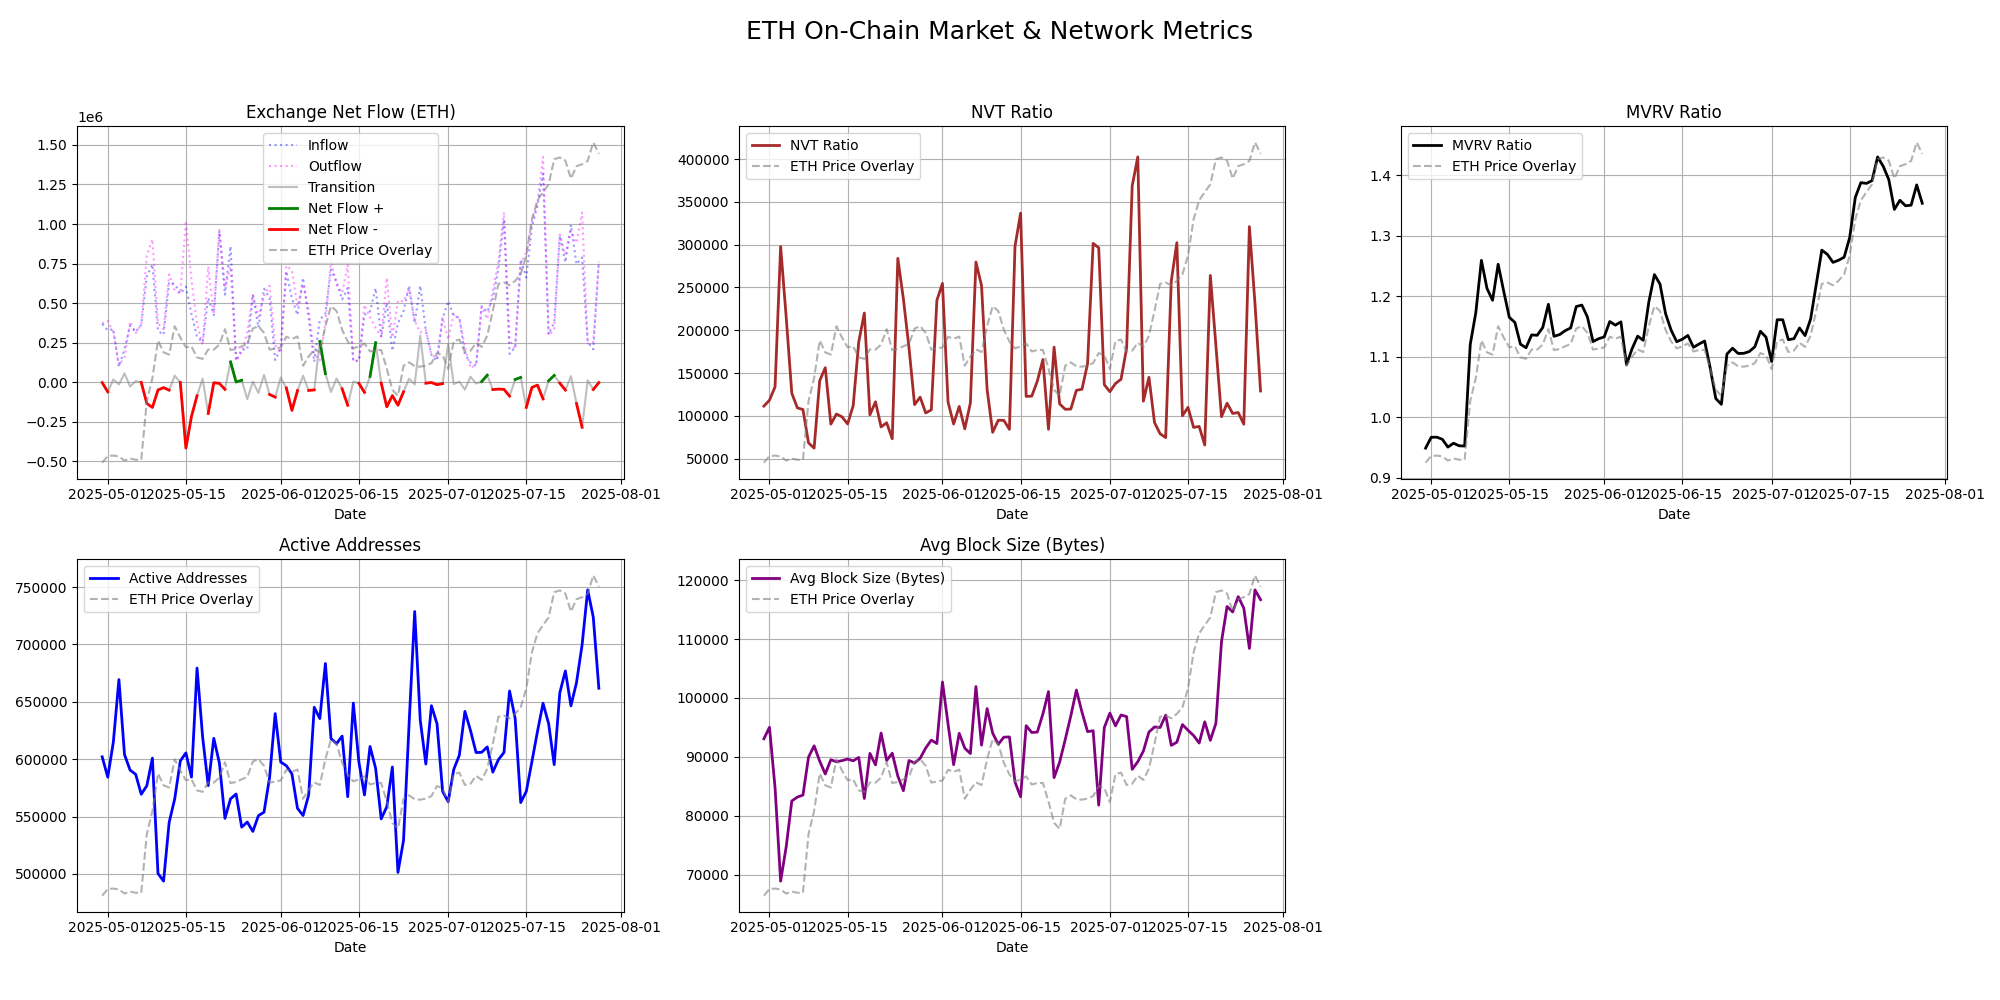 ETH On-Chain Market & Network Metrics
Exchange Net Flow (ETH)
1e6
Inflow
Outflow
Transition
Net Flow +
Net Flow -
ETH Price Overlay
1.50
1.25
1.00
0.75
0.50
0.25
0.00
−0.25
−0.50
2025-05-01 2025-05-15 2025-06-01 2025-06-15 2025-07-01 2025-07-15 2025-08-01
Date
NVT Ratio
NVT Ratio
ETH Price Overlay
400000
350000
300000
250000
200000
150000
100000
50000
2025-05-01 2025-05-15 2025-06-01 2025-06-15 2025-07-01 2025-07-15 2025-08-01
Date
MVRV Ratio
MVRV Ratio
ETH Price Overlay
1.4
1.3
1.2
1.1
1.0
0.9
2025-05-01 2025-05-15 2025-06-01 2025-06-15 2025-07-01 2025-07-15 2025-08-01
Date
Active Addresses
Active Addresses
ETH Price Overlay
750000
700000
650000
600000
550000
500000
2025-05-01 2025-05-15 2025-06-01 2025-06-15 2025-07-01 2025-07-15 2025-08-01
Date
Avg Block Size (Bytes)
Avg Block Size (Bytes)
ETH Price Overlay
120000
110000
100000
90000
80000
70000
2025-05-01 2025-05-15 2025-06-01 2025-06-15 2025-07-01 2025-07-15 2025-08-01
Date